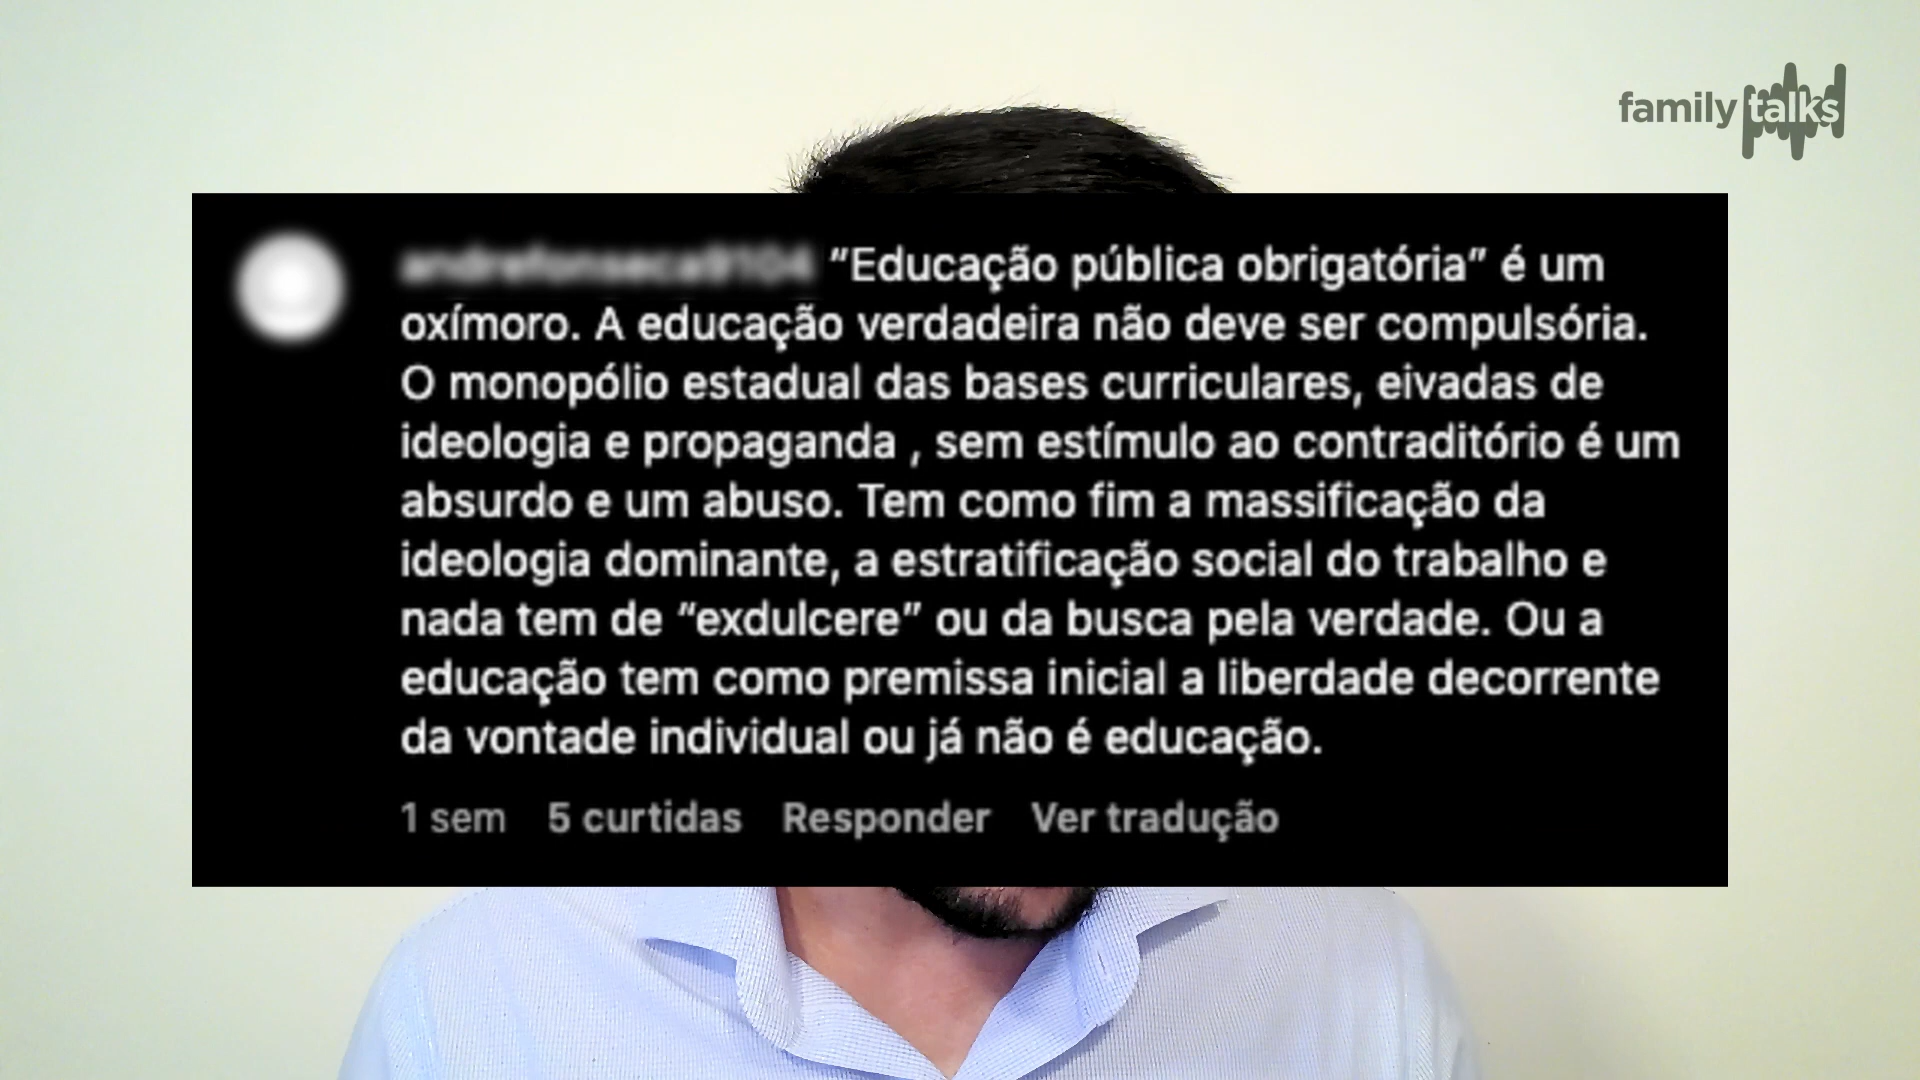 family talks
“Educação pública obrigatória” é um
oxímoro. A educação verdadeira não deve ser compulsória.
O monopólio estadual das bases curriculares, eivadas de
ideologia e propaganda , sem estímulo ao contraditório é um
absurdo e um abuso. Tem como fim a massificação da
ideologia dominante, a estratificação social do trabalho e
nada tem de “exdulcere” ou da busca pela verdade. Ou a
educação tem como premissa inicial a liberdade decorrente
da vontade individual ou já não é educação.
1 sem 5 curtidas Responder Ver tradução